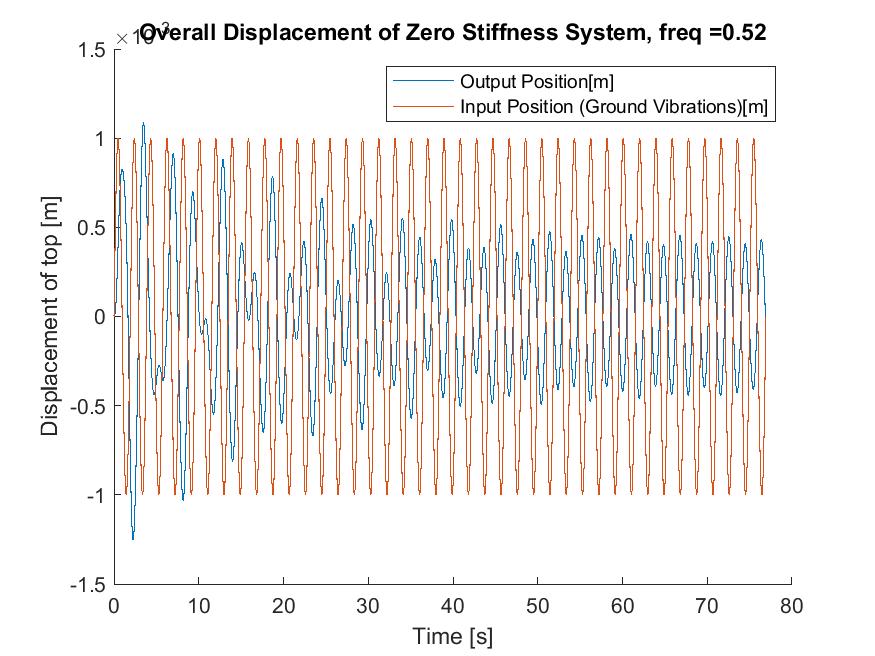 ×10-3
Overall Displacement of Zero Stiffness System, freq =0.52
1.5
Output Position[m]
Input Position (Ground Vibrations)[m]
1
0.5
0
-0.5
-1
-1.5
Displacement of top [m]
0 10 20 30 40 50 60 70 80
Time [s]